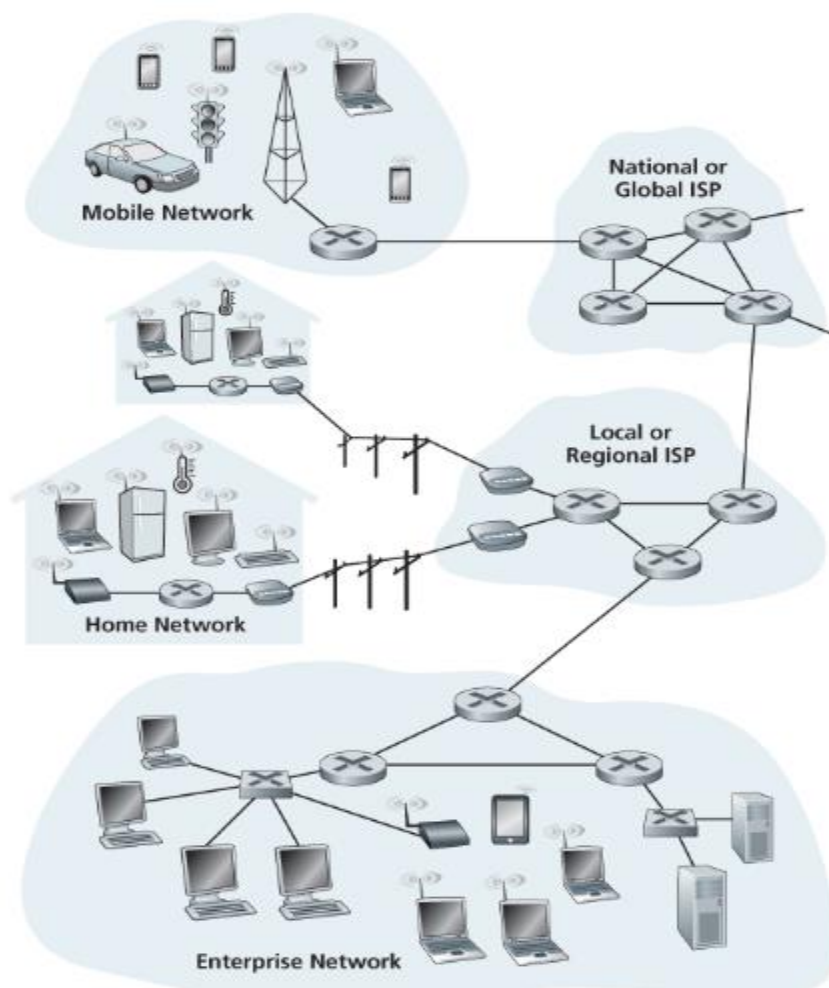 Mobile Network
National or
Global ISP
Local or
Regional ISP
Home Network
Enterprise Network